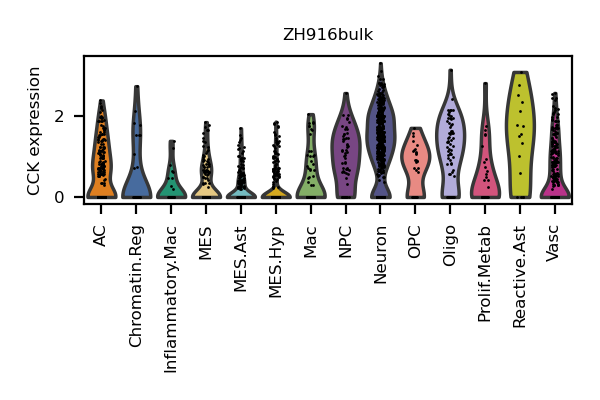 ZH916bulk
CCK expression
2
0
AC
Chromatin.Reg
Inflammatory.Mac
MES
MES.Ast
MES.Hyp
Mac
NPC
Neuron
OPC
Oligo
Prolif.Metab
Reactive.Ast
Vasc